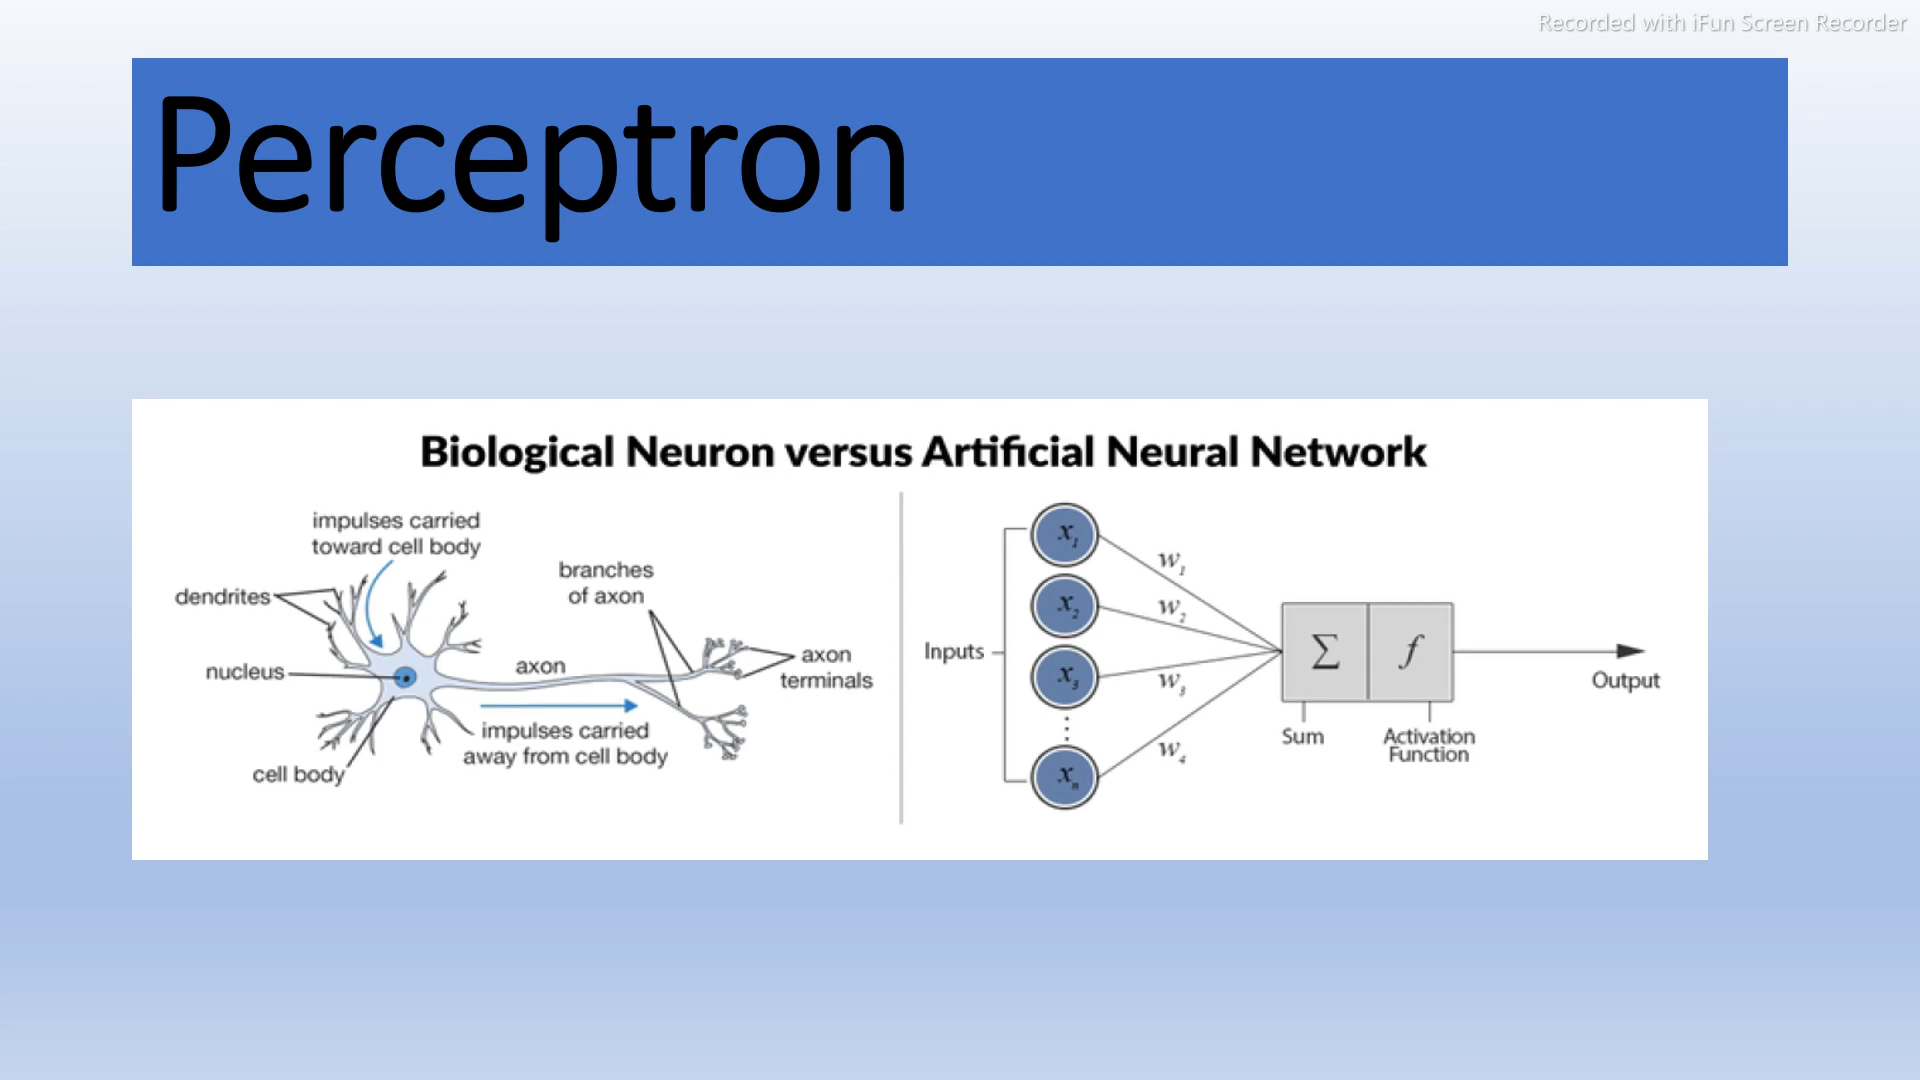 Recorded with iFun Screen Recorder
Perceptron
Biological Neuron versus Artificial Neural Network
impulses carried
toward cell body
dendrites
nucleus
cell body
branches
of axon
axon
axon
terminals
impulses carried
away from cell body
Inputs
x₁
x₂
x₃
xₙ
w₁
w₂
w₃
w₄
∑
f
Sum
Activation
Function
Output